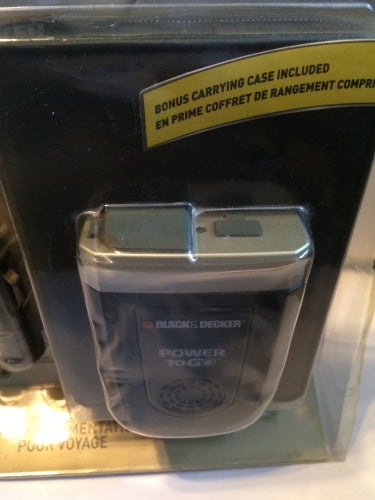 BONUS CARRYING CASE INCLUDED
EN PRIME COFFRET DE RANGEMENT COMPRI
BLACK & DECKER
POWER
TO GO
POUR VOYAGE